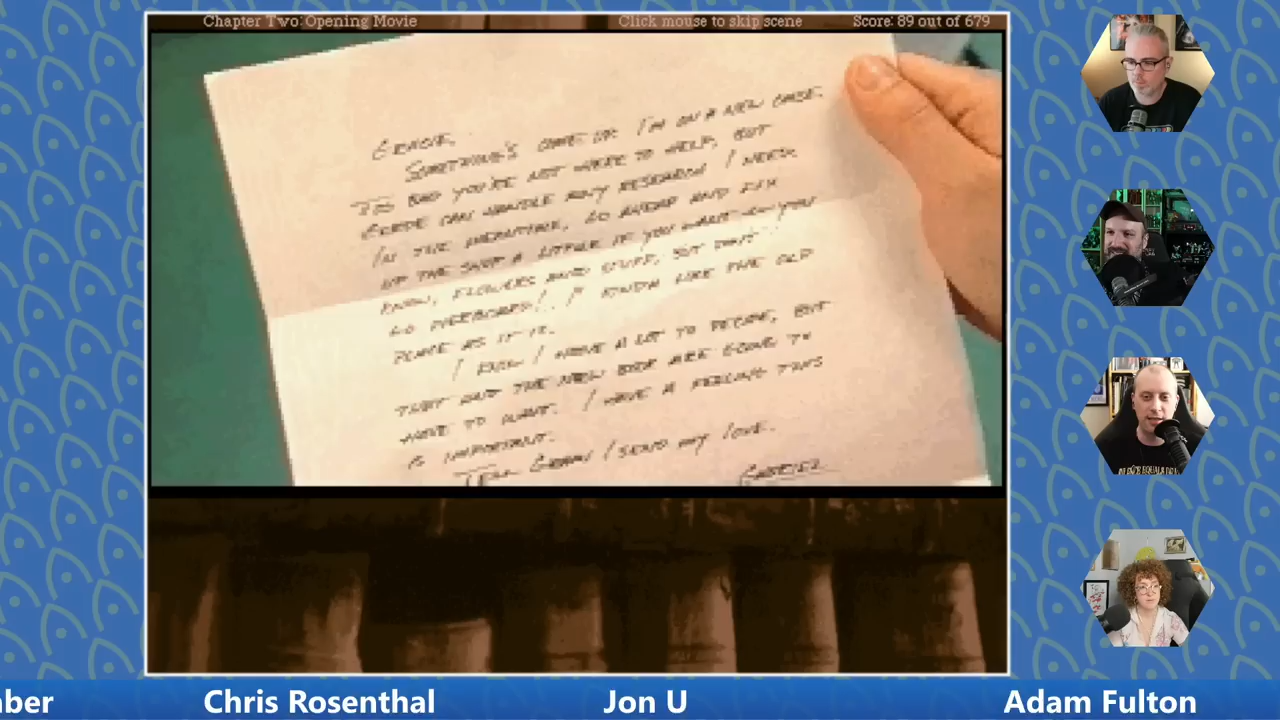 Chapter Two: Opening Movie Click mouse to skip scene Score: 89 out of 679
GRACIE,
SOMETHING'S COME UP. I'M ON A NEW CASE.
TOO BAD YOU'RE NOT HERE TO HELP, BUT
GERDE CAN HANDLE ANY RESEARCH I NEED.
IN THE MEANTIME, GO AHEAD AND FIX
UP THE SHOP A LITTLE IF YOU WANT YOU
KNOW, FLOWERS AND STUFF, BUT DON'T
GO OVERBOARD! I KINDA LIKE THE OLD
PLACE AS IT IS.
I KNOW I HAVE A LOT TO DECIDE, BUT
THAT AND THE NEW BOOK ARE GOING TO
HAVE TO WAIT. I HAVE A FEELING THIS
IS IMPORTANT.
TELL GRAN I SEND MY LOVE.
GABRIEL
ber Chris Rosenthal Jon U Adam Fulton